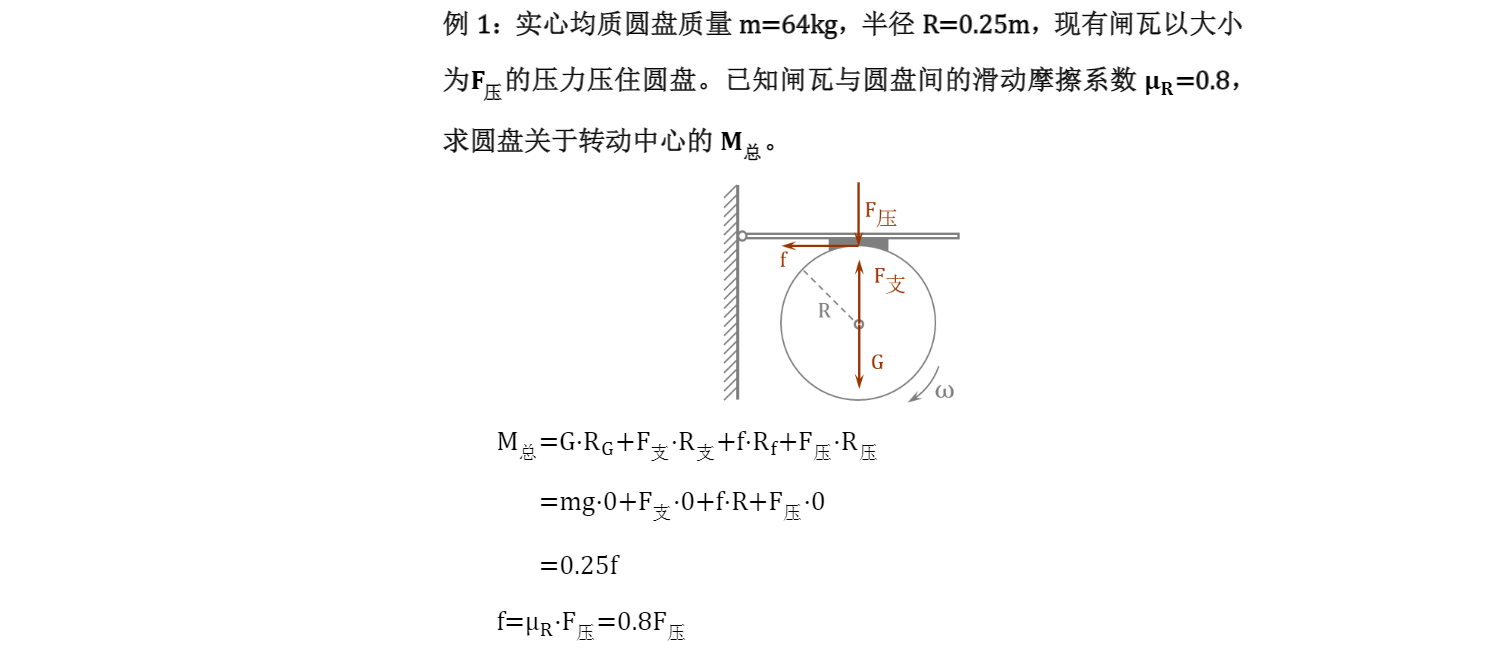 例 1：实心均质圆盘质量 m=64kg，半径 R=0.25m，现有闸瓦以大小
为F压的压力压住圆盘。已知闸瓦与圆盘间的滑动摩擦系数 μR=0.8，
求圆盘关于转动中心的 M总。
F压
f
F支
R
G
ω
M总=G·RG+F支·R支+f·Rf+F压·R压
=mg·0+F支·0+f·R+F压·0
=0.25f
f=μR·F压=0.8F压